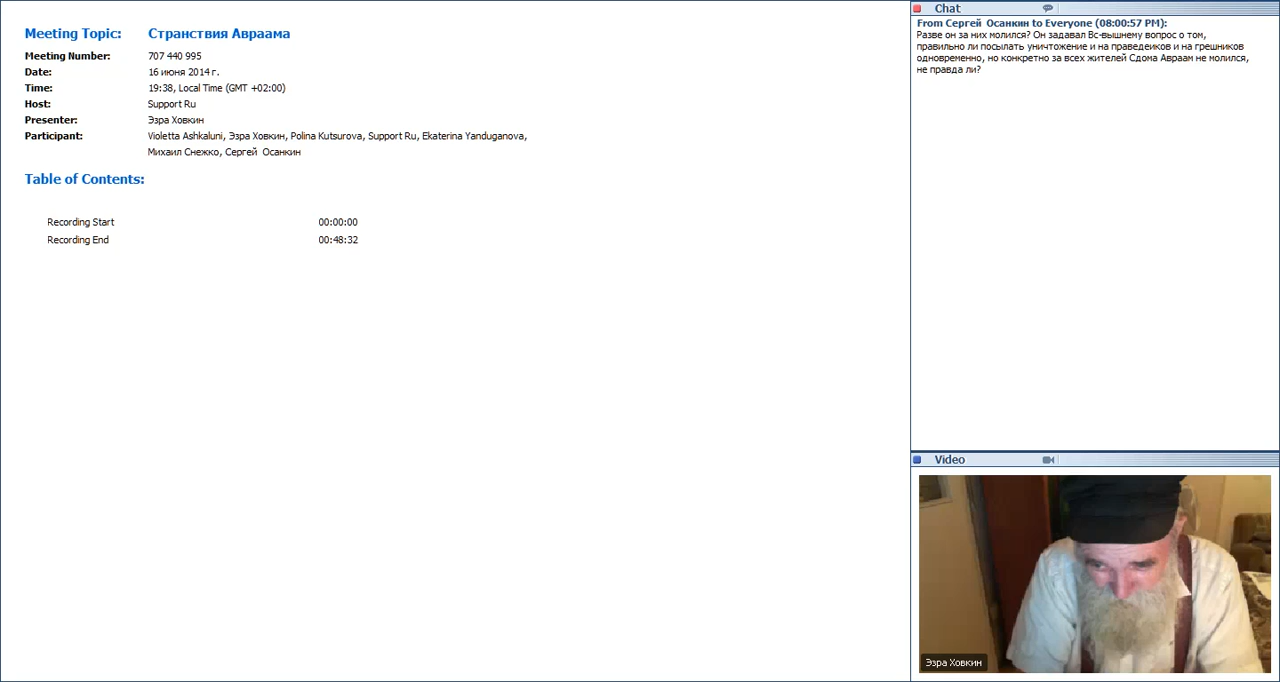 Meeting Topic: Странствия Авраама
Meeting Number: 707 440 995
Date: 16 июня 2014 г.
Time: 19:38, Local Time (GMT +02:00)
Host: Support Ru
Presenter: Эзра Ховкин
Participant: Violetta Ashkaluni, Эзра Ховкин, Polina Kutsurova, Support Ru, Ekaterina Yanduganova,
Михаил Снежко, Сергей Осанкин
Table of Contents:
Recording Start 00:00:00
Recording End 00:48:32
Chat
From Сергей Осанкин to Everyone (08:00:57 PM):
Разве он за них молился? Он задавал Вс-вышнему вопрос о том,
правильно ли посылать уничтожение и на праведеиков и на грешников
одновременно, но конкретно за всех жителей Сдома Авраам не молился,
не правда ли?
Video
Эзра Ховкин